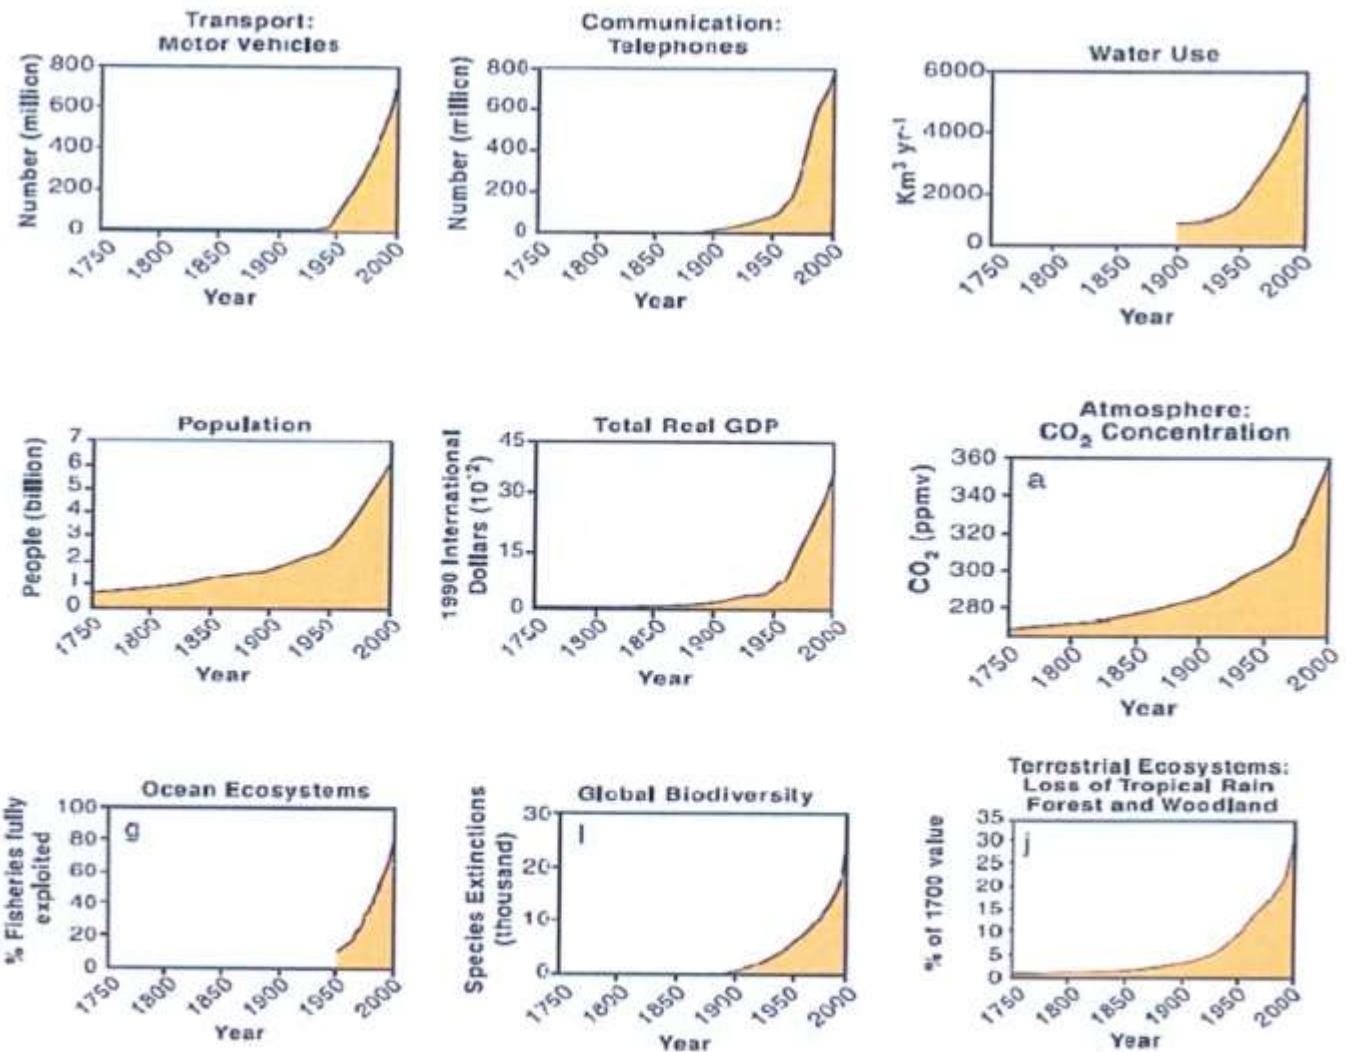 Transport:
Motor Vehicles
Number (million)
800
600
400
200
0
1750
1800
1850
1900
1950
2000
Year
Communication:
Telephones
Number (million)
800
600
400
200
0
1750
1800
1850
1900
1950
2000
Year
Water Use
Km³ yr⁻¹
6000
4000
2000
0
1750
1800
1850
1900
1950
2000
Year
Population
People (billion)
7
6
5
4
3
2
1
0
1750
1800
1850
1900
1950
2000
Year
Total Real GDP
1990 International
Dollars (10⁻²)
45
30
15
0
1750
1300
1850
1900
1950
2000
Year
Atmosphere:
CO₂ Concentration
a
CO₂ (ppmv)
360
340
320
300
280
1750
1800
1850
1900
1950
2000
Year
Ocean Ecosystems
g
% Fisheries fully
exploited
100
80
60
40
20
0
1750
1800
1850
1900
1950
2000
Year
Global Biodiversity
Species Extinctions
(thousand)
30
20
10
0
1750
1800
1850
1900
1950
2000
Year
Terrestrial Ecosystems:
Loss of Tropical Rain
Forest and Woodland
j
% of 1700 value
35
30
25
20
15
10
5
0
1750
1800
1850
1900
1950
2000
Year